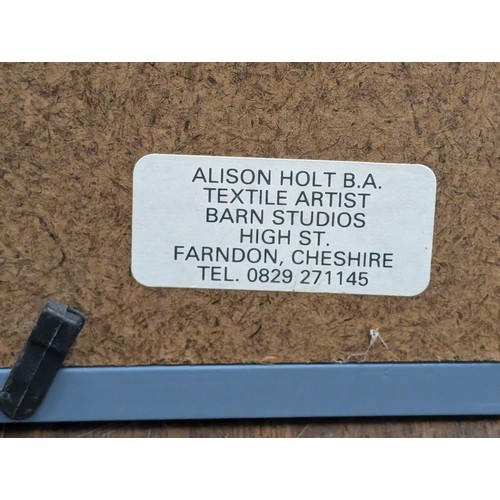 ALISON HOLT B.A.
TEXTILE ARTIST
BARN STUDIOS
HIGH ST.
FARNDON, CHESHIRE
TEL. 0829 271145